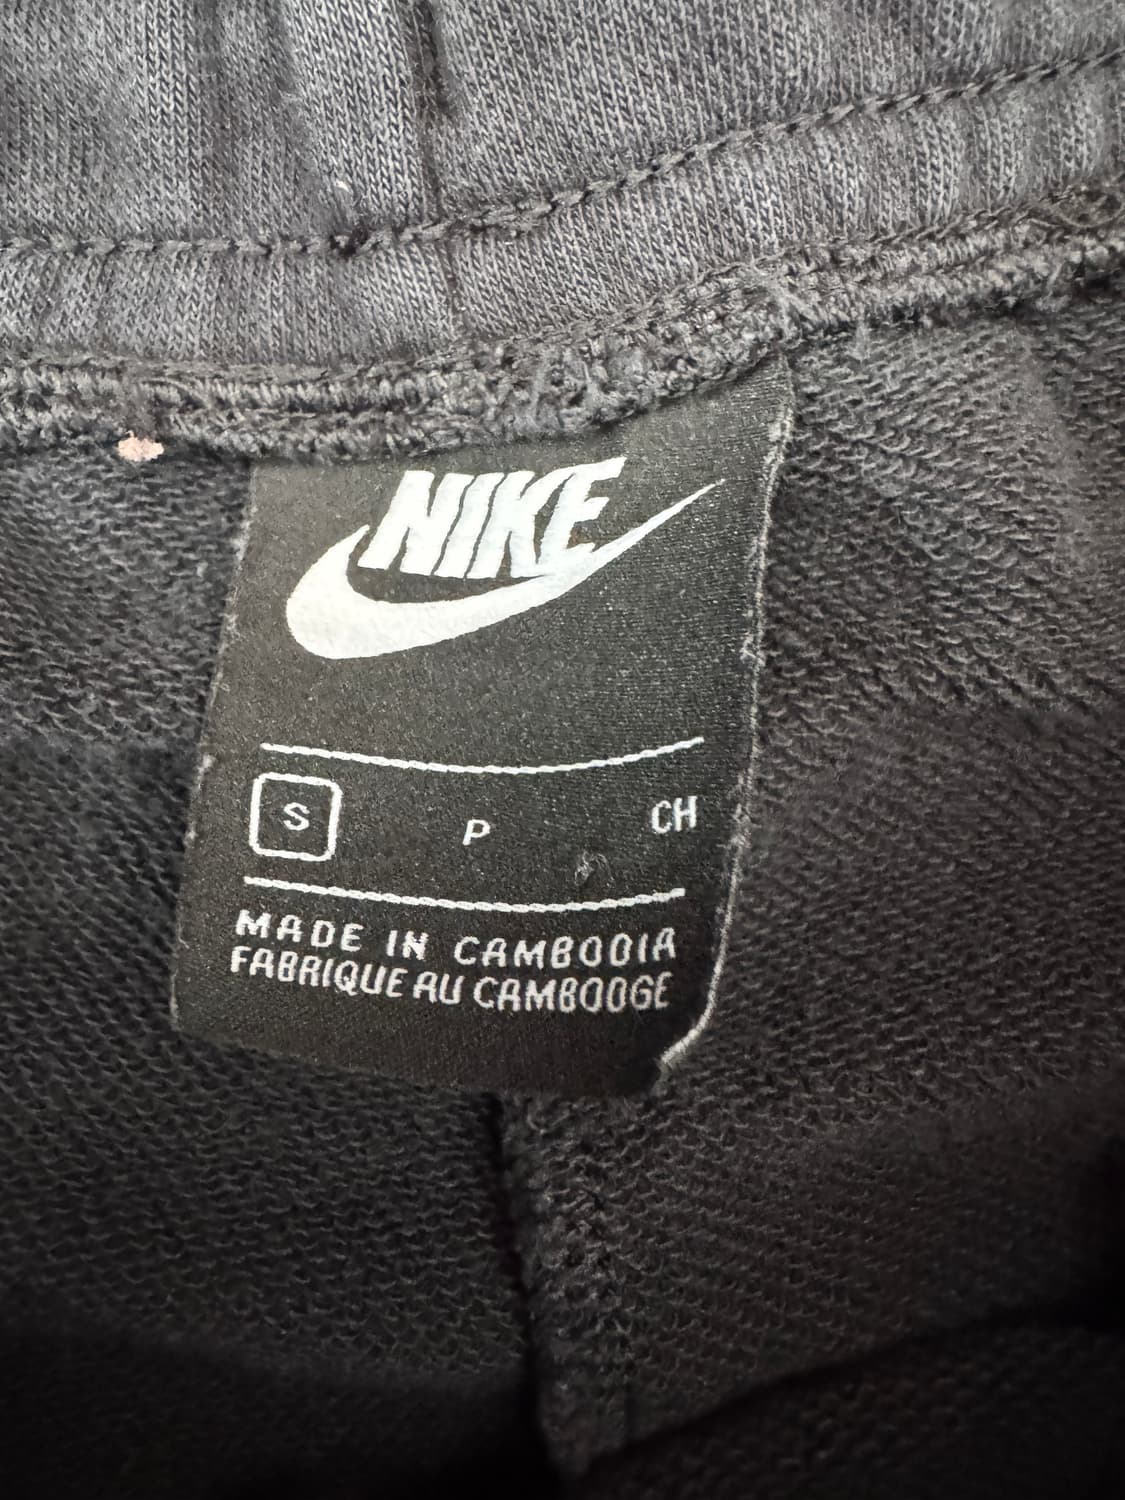 NIKE
S P CH
MADE IN CAMBODIA
FABRIQUE AU CAMBODGE